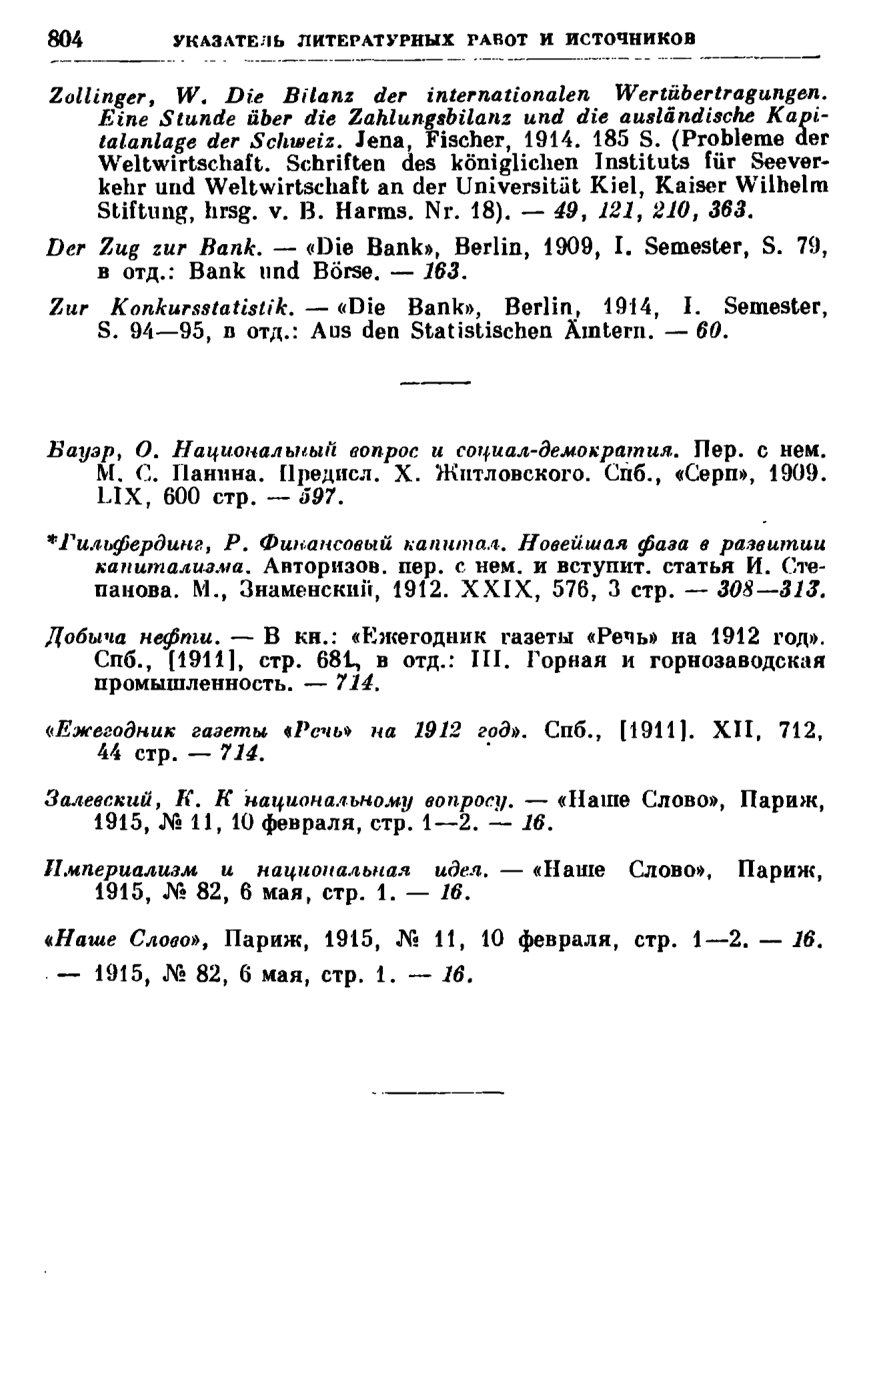 804 УКАЗАТЕЛЬ ЛИТЕРАТУРНЫХ РАБОТ И ИСТОЧНИКОВ
Zollinger, W. Die Bilanz der internationalen Wertübertragungen.
Eine Stunde über die Zahlungsbilanz und die ausländische Kapi-
talanlage der Schweiz. Jena, Fischer, 1914. 185 S. (Probleme der
Weltwirtschaft. Schriften des königlichen Instituts für Seever-
kehr und Weltwirtschaft an der Universität Kiel, Kaiser Wilhelm
Stiftung, hrsg. v. B. Harms. Nr. 18). — 49, 121, 210, 363.
Der Zug zur Bank. — «Die Bank», Berlin, 1909, I. Semester, S. 79,
в отд.: Bank und Börse. — 163.
Zur Konkursstatistik. — «Die Bank», Berlin, 1914, I. Semester,
S. 94—95, в отд.: Aus den Statistischen Ämtern. — 60.
Бауэр, О. Национальный вопрос и социал-демократия. Пер. с нем.
М. С. Панина. Предисл. Х. Житловского. Спб., «Серп», 1909.
LIX, 600 стр. — 597.
*Гильфердинг, Р. Финансовый капитал. Новейшая фаза в развитии
капитализма. Авторизов. пер. с нем. и вступит. статья И. Сте-
панова. М., Знаменский, 1912. XXIX, 576, 3 стр. — 308—313.
Добыча нефти. — В кн.: «Ежегодник газеты «Речь» на 1912 год».
Спб., [1911], стр. 681, в отд.: III. Горная и горнозаводская
промышленность. — 714.
«Ежегодник газеты «Речь» на 1912 год». Спб., [1911]. XII, 712,
44 стр. — 714.
Залевский, К. К национальному вопросу. — «Наше Слово», Париж,
1915, № 11, 10 февраля, стр. 1—2. — 16.
Империализм и национальная идея. — «Наше Слово», Париж,
1915, № 82, 6 мая, стр. 1. — 16.
«Наше Слово», Париж, 1915, № 11, 10 февраля, стр. 1—2. — 16.
— 1915, № 82, 6 мая, стр. 1. — 16.